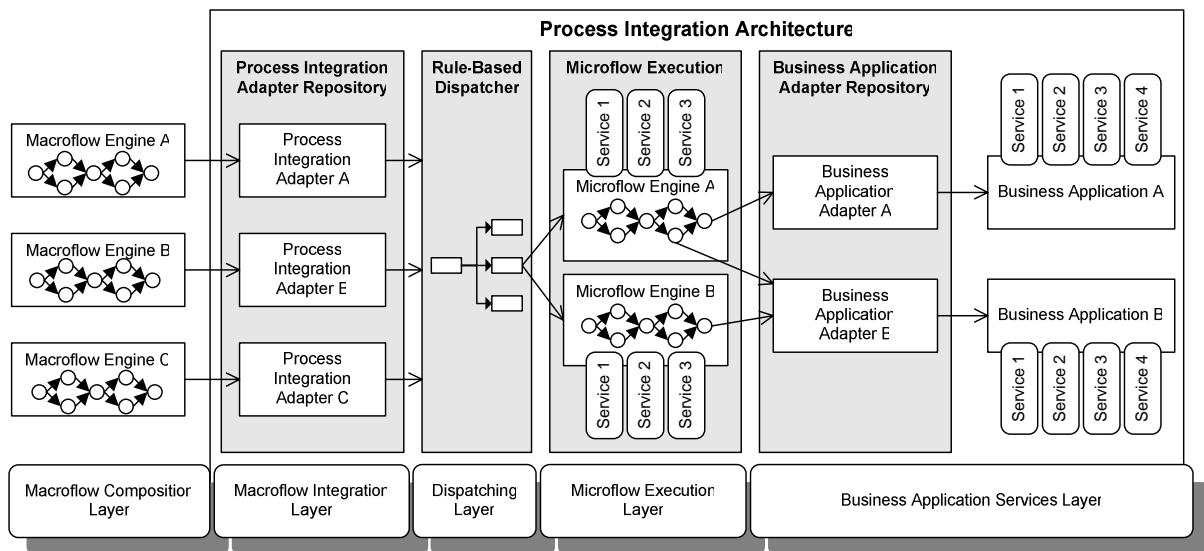 Process Integration Architecture
Process Integration
Adapter Repository
Rule-Based
Dispatcher
Microflow Execution
Business Application
Adapter Repository
Macroflow Engine A
Macroflow Engine B
Macroflow Engine C
Process
Integration
Adapter A
Process
Integration
Adapter B
Process
Integration
Adapter C
Service 1
Service 2
Service 3
Microflow Engine A
Microflow Engine B
Service 1
Service 2
Service 3
Business
Application
Adapter A
Business
Application
Adapter B
Service 1
Service 2
Service 3
Service 4
Business Application A
Business Application B
Service 1
Service 2
Service 3
Service 4
Macroflow Composition
Layer
Macroflow Integration
Layer
Dispatching
Layer
Microflow Execution
Layer
Business Application Services Layer